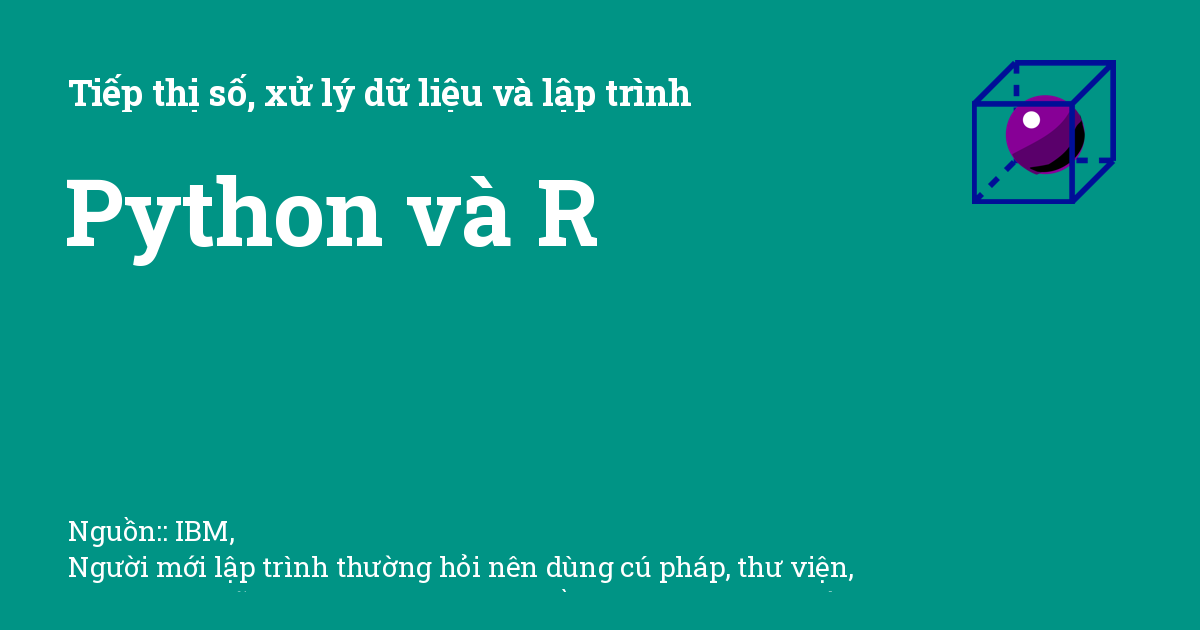 Tiếp thị số, xử lý dữ liệu và lập trình
Python và R
Nguồn:: IBM,
Người mới lập trình thường hỏi nên dùng cú pháp, thư viện,